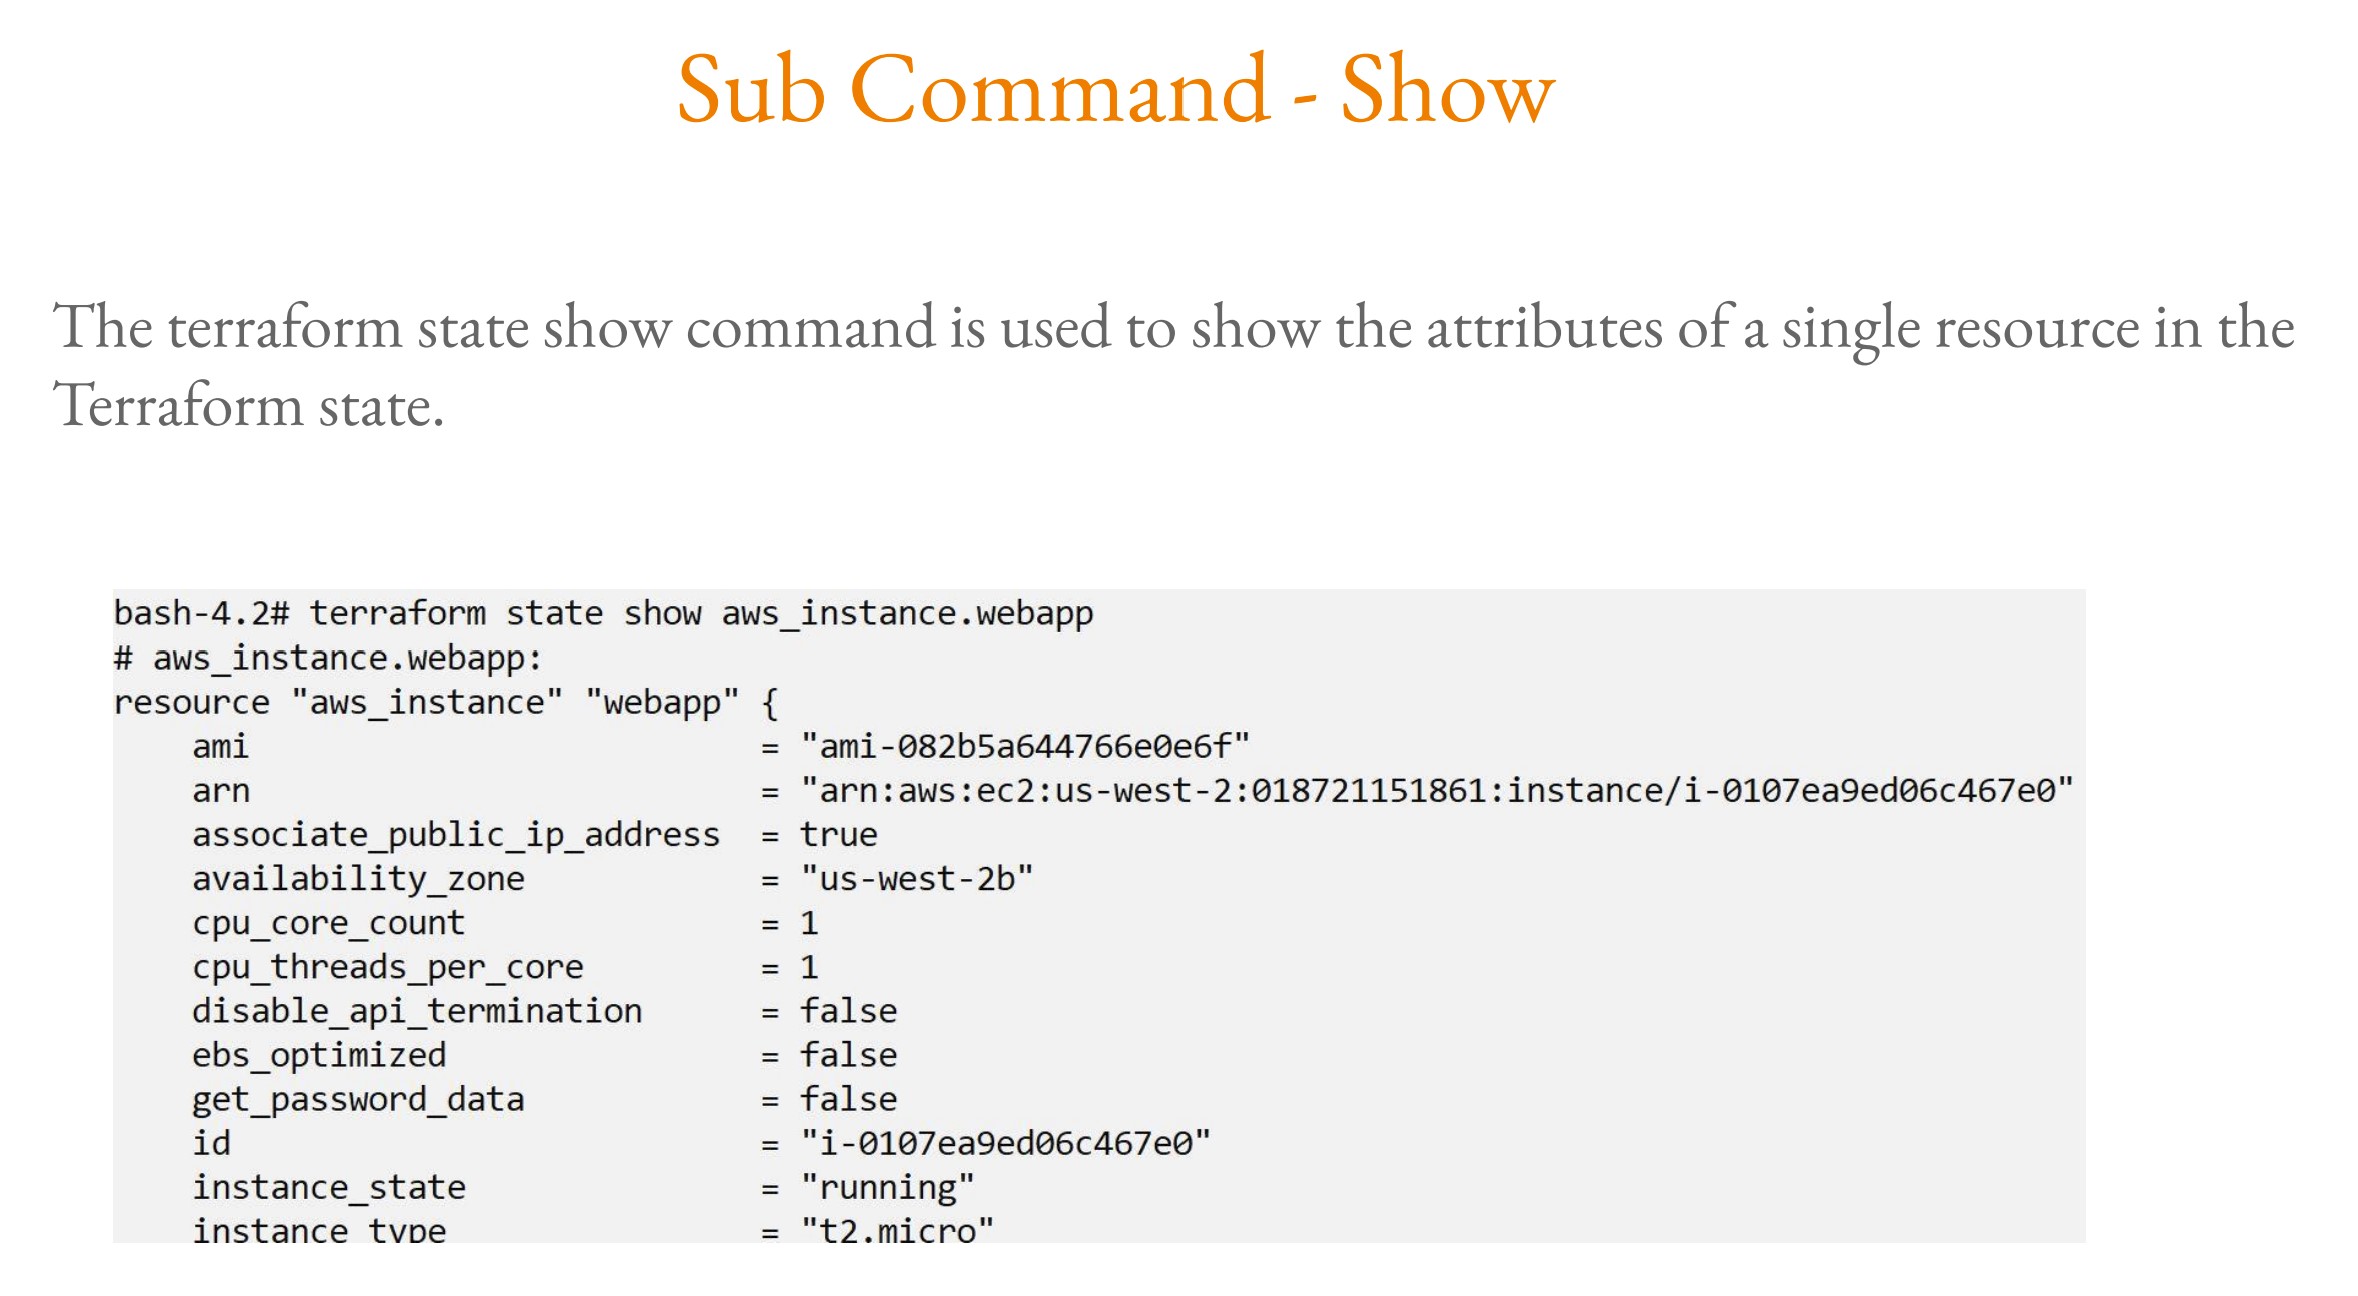 Sub Command - Show
The terraform state show command is used to show the attributes of a single resource in the
Terraform state.
bash-4.2# terraform state show aws_instance.webapp
# aws_instance.webapp:
resource "aws_instance" "webapp" {
    ami                          = "ami-082b5a644766e0e6f"
    arn                          = "arn:aws:ec2:us-west-2:018721151861:instance/i-0107ea9ed06c467e0"
    associate_public_ip_address  = true
    availability_zone            = "us-west-2b"
    cpu_core_count               = 1
    cpu_threads_per_core         = 1
    disable_api_termination      = false
    ebs_optimized                = false
    get_password_data            = false
    id                           = "i-0107ea9ed06c467e0"
    instance_state               = "running"
    instance_type                = "t2.micro"